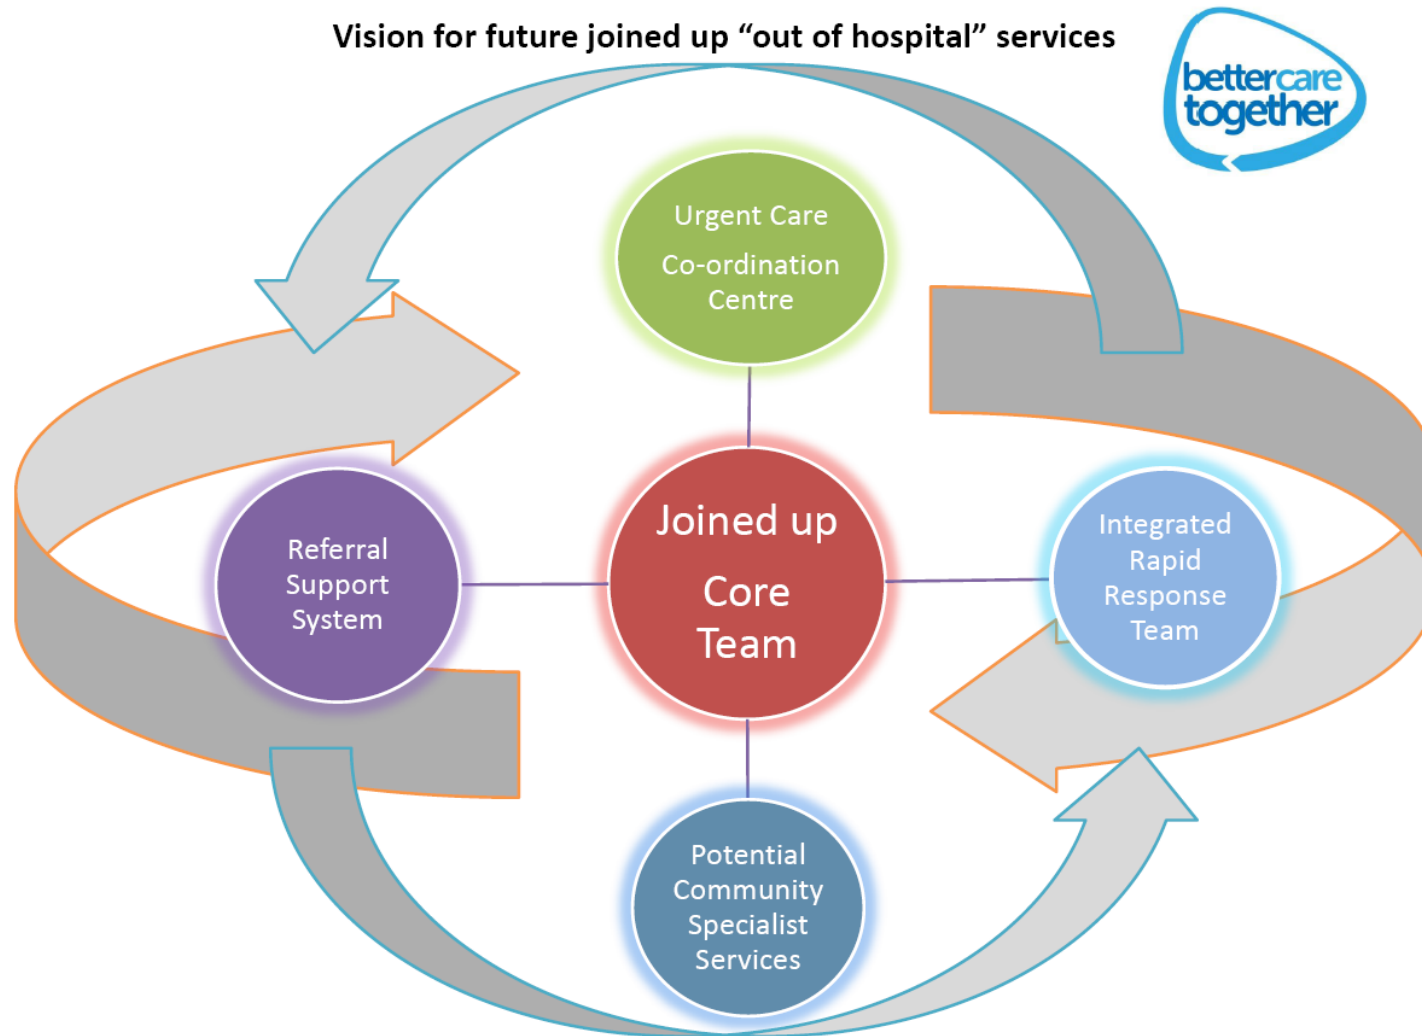 Vision for future joined up “out of hospital” services
bettercare
together
Urgent Care
Co-ordination
Centre
Referral
Support
System
Joined up
Core
Team
Integrated
Rapid
Response
Team
Potential
Community
Specialist
Services